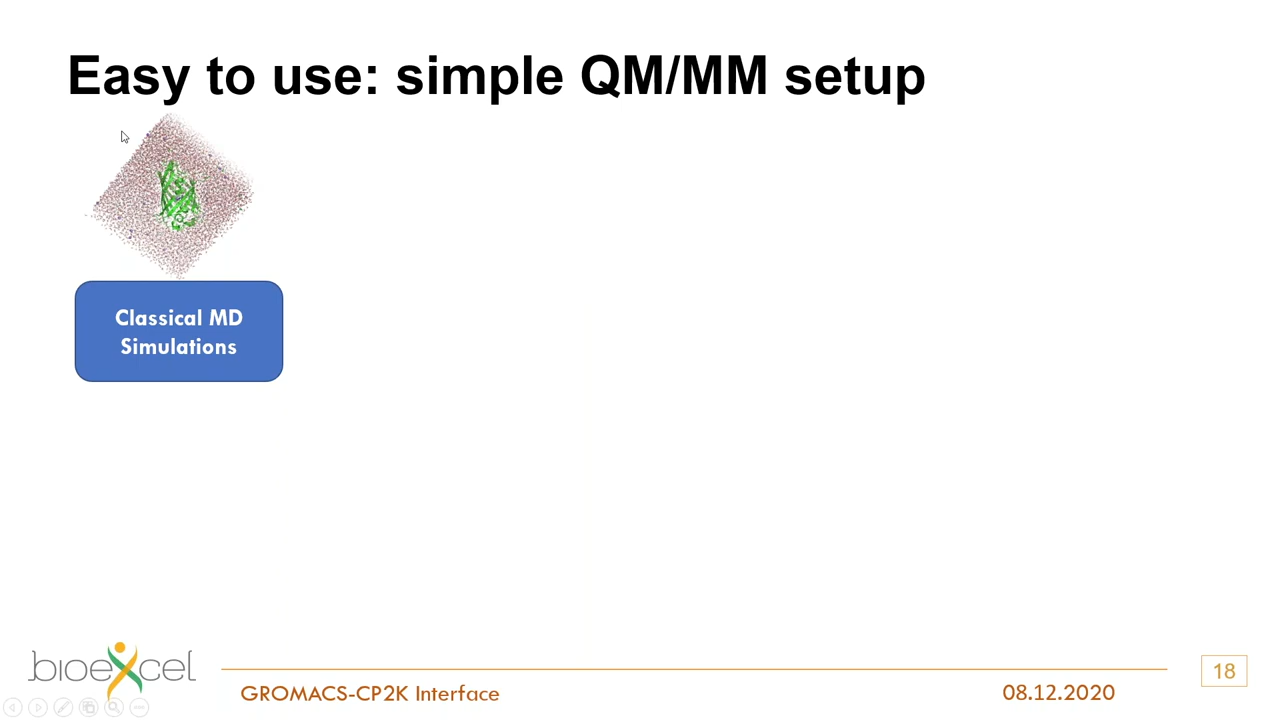 Easy to use: simple QM/MM setup
Classical MD
Simulations
bioexcel
GROMACS-CP2K Interface
08.12.2020
18